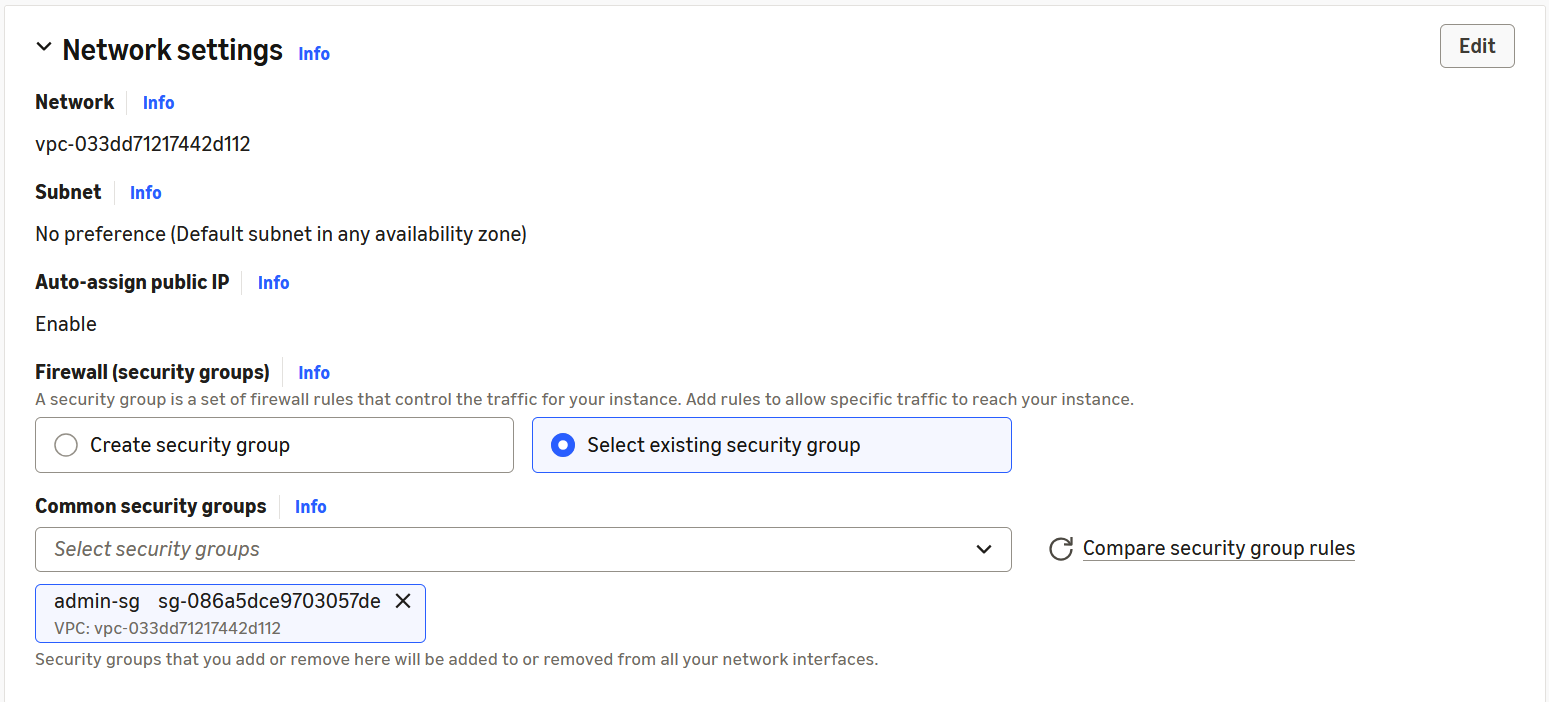 Network settings Info
Edit
Network Info
vpc-033dd71217442d112
Subnet Info
No preference (Default subnet in any availability zone)
Auto-assign public IP Info
Enable
Firewall (security groups) Info
A security group is a set of firewall rules that control the traffic for your instance. Add rules to allow specific traffic to reach your instance.
Create security group
Select existing security group
Common security groups Info
Select security groups
Compare security group rules
admin-sg sg-086a5dce9703057de
VPC: vpc-033dd71217442d112
Security groups that you add or remove here will be added to or removed from all your network interfaces.